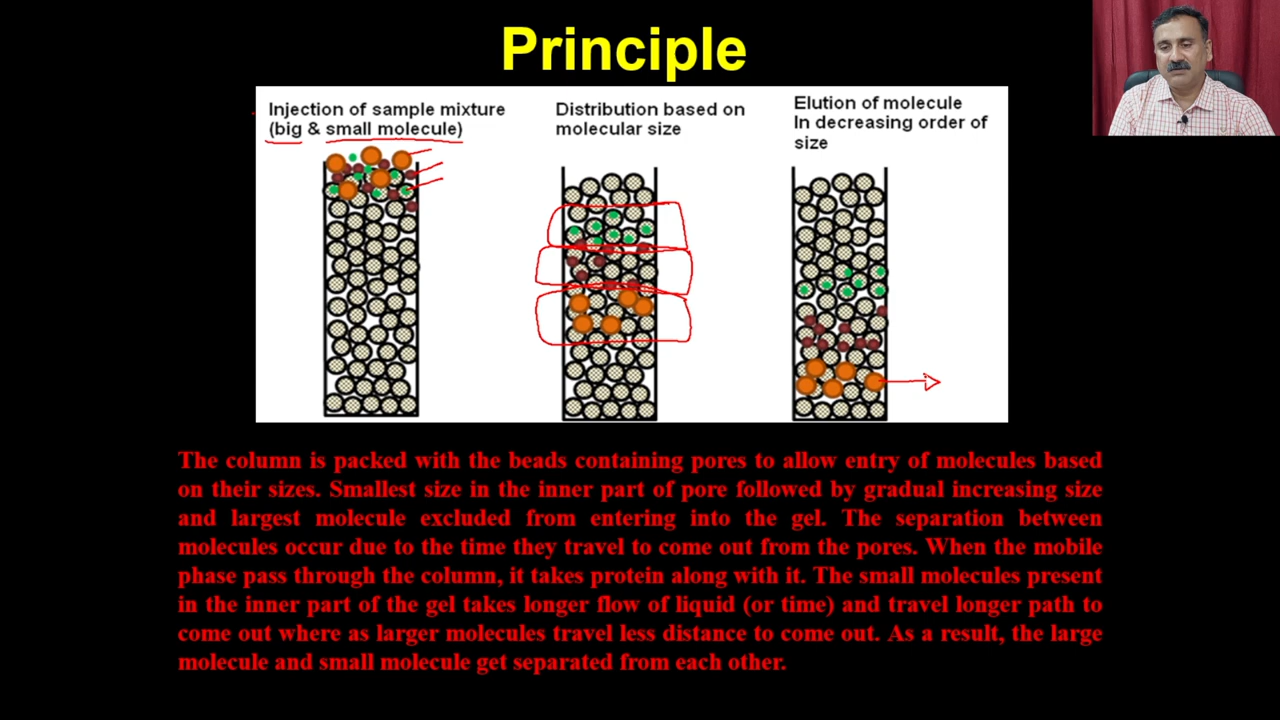 Principle
Injection of sample mixture
(big & small molecule)
Distribution based on
molecular size
Elution of molecule
In decreasing order of
size
The column is packed with the beads containing pores to allow entry of molecules based
on their sizes. Smallest size in the inner part of pore followed by gradual increasing size
and largest molecule excluded from entering into the gel. The separation between
molecules occur due to the time they travel to come out from the pores. When the mobile
phase pass through the column, it takes protein along with it. The small molecules present
in the inner part of the gel takes longer flow of liquid (or time) and travel longer path to
come out where as larger molecules travel less distance to come out. As a result, the large
molecule and small molecule get separated from each other.